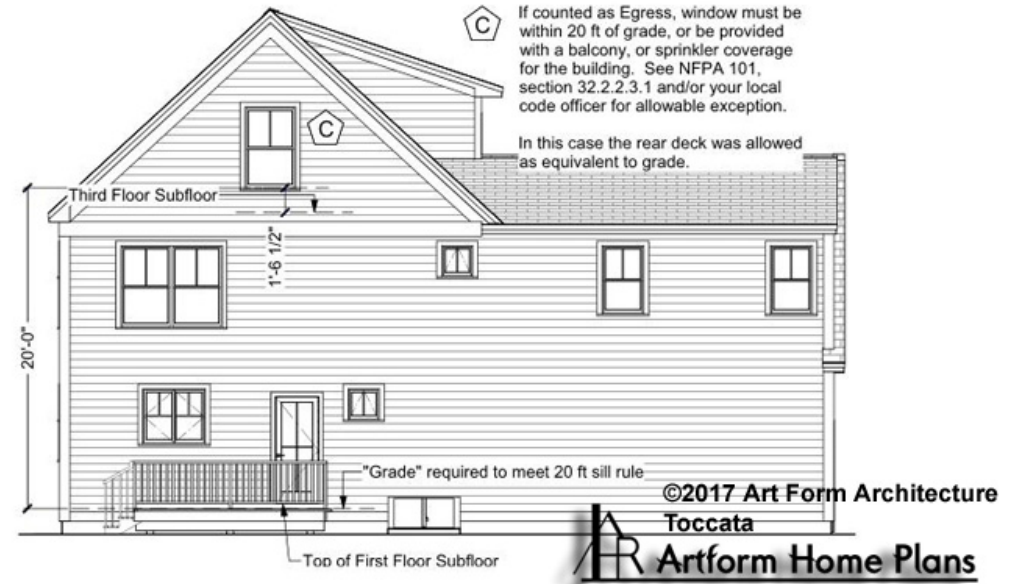 C
If counted as Egress, window must be
within 20 ft of grade, or be provided
with a balcony, or sprinkler coverage
for the building. See NFPA 101,
section 32.2.2.3.1 and/or your local
code officer for allowable exception.
In this case the rear deck was allowed
as equivalent to grade.
C
Third Floor Subfloor
1'-6 1/2"
20'-0"
"Grade" required to meet 20 ft sill rule
Top of First Floor Subfloor
©2017 Art Form Architecture
Toccata
Artform Home Plans